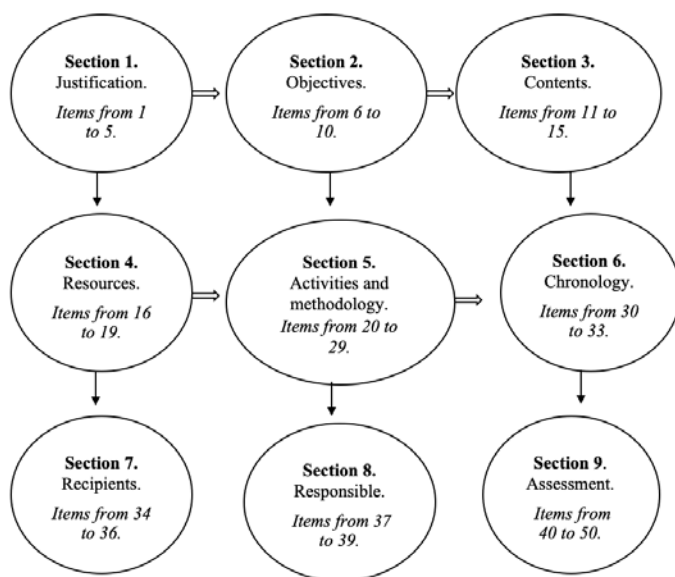 Section 1.
Justification.
Items from 1
to 5.
Section 2.
Objectives.
Items from 6 to
10.
Section 3.
Contents.
Items from 11 to
15.
Section 4.
Resources.
Items from 16
to 19.
Section 5.
Activities and
methodology.
Items from 20 to
29.
Section 6.
Chronology.
Items from 30
to 33.
Section 7.
Recipients.
Items from 34
to 36.
Section 8.
Responsible.
Items from 37
to 39.
Section 9.
Assessment.
Items from
40 to 50.